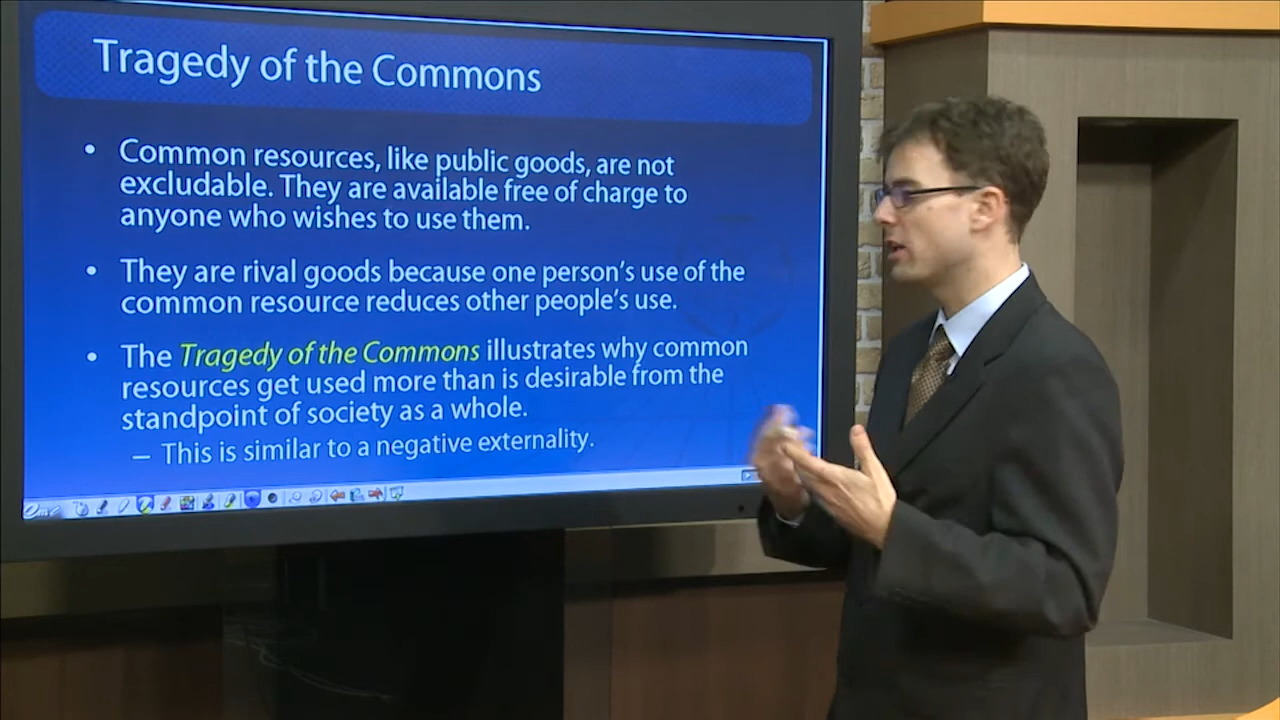 Tragedy of the Commons
• Common resources, like public goods, are not
excludable. They are available free of charge to
anyone who wishes to use them.
• They are rival goods because one person's use of the
common resource reduces other people's use.
• The Tragedy of the Commons illustrates why common
resources get used more than is desirable from the
standpoint of society as a whole.
– This is similar to a negative externality.